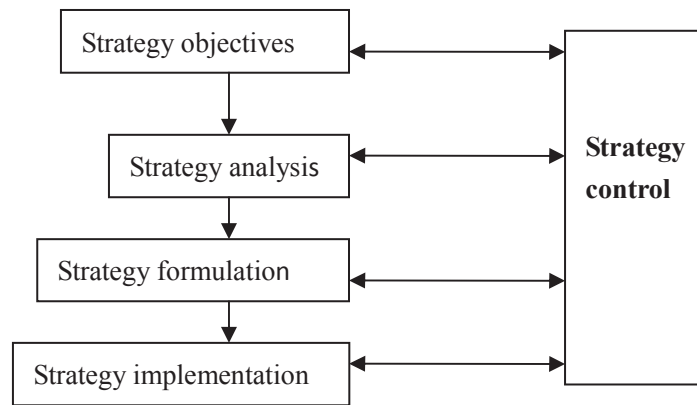 Strategy objectives
Strategy analysis
Strategy formulation
Strategy implementation
Strategy
control